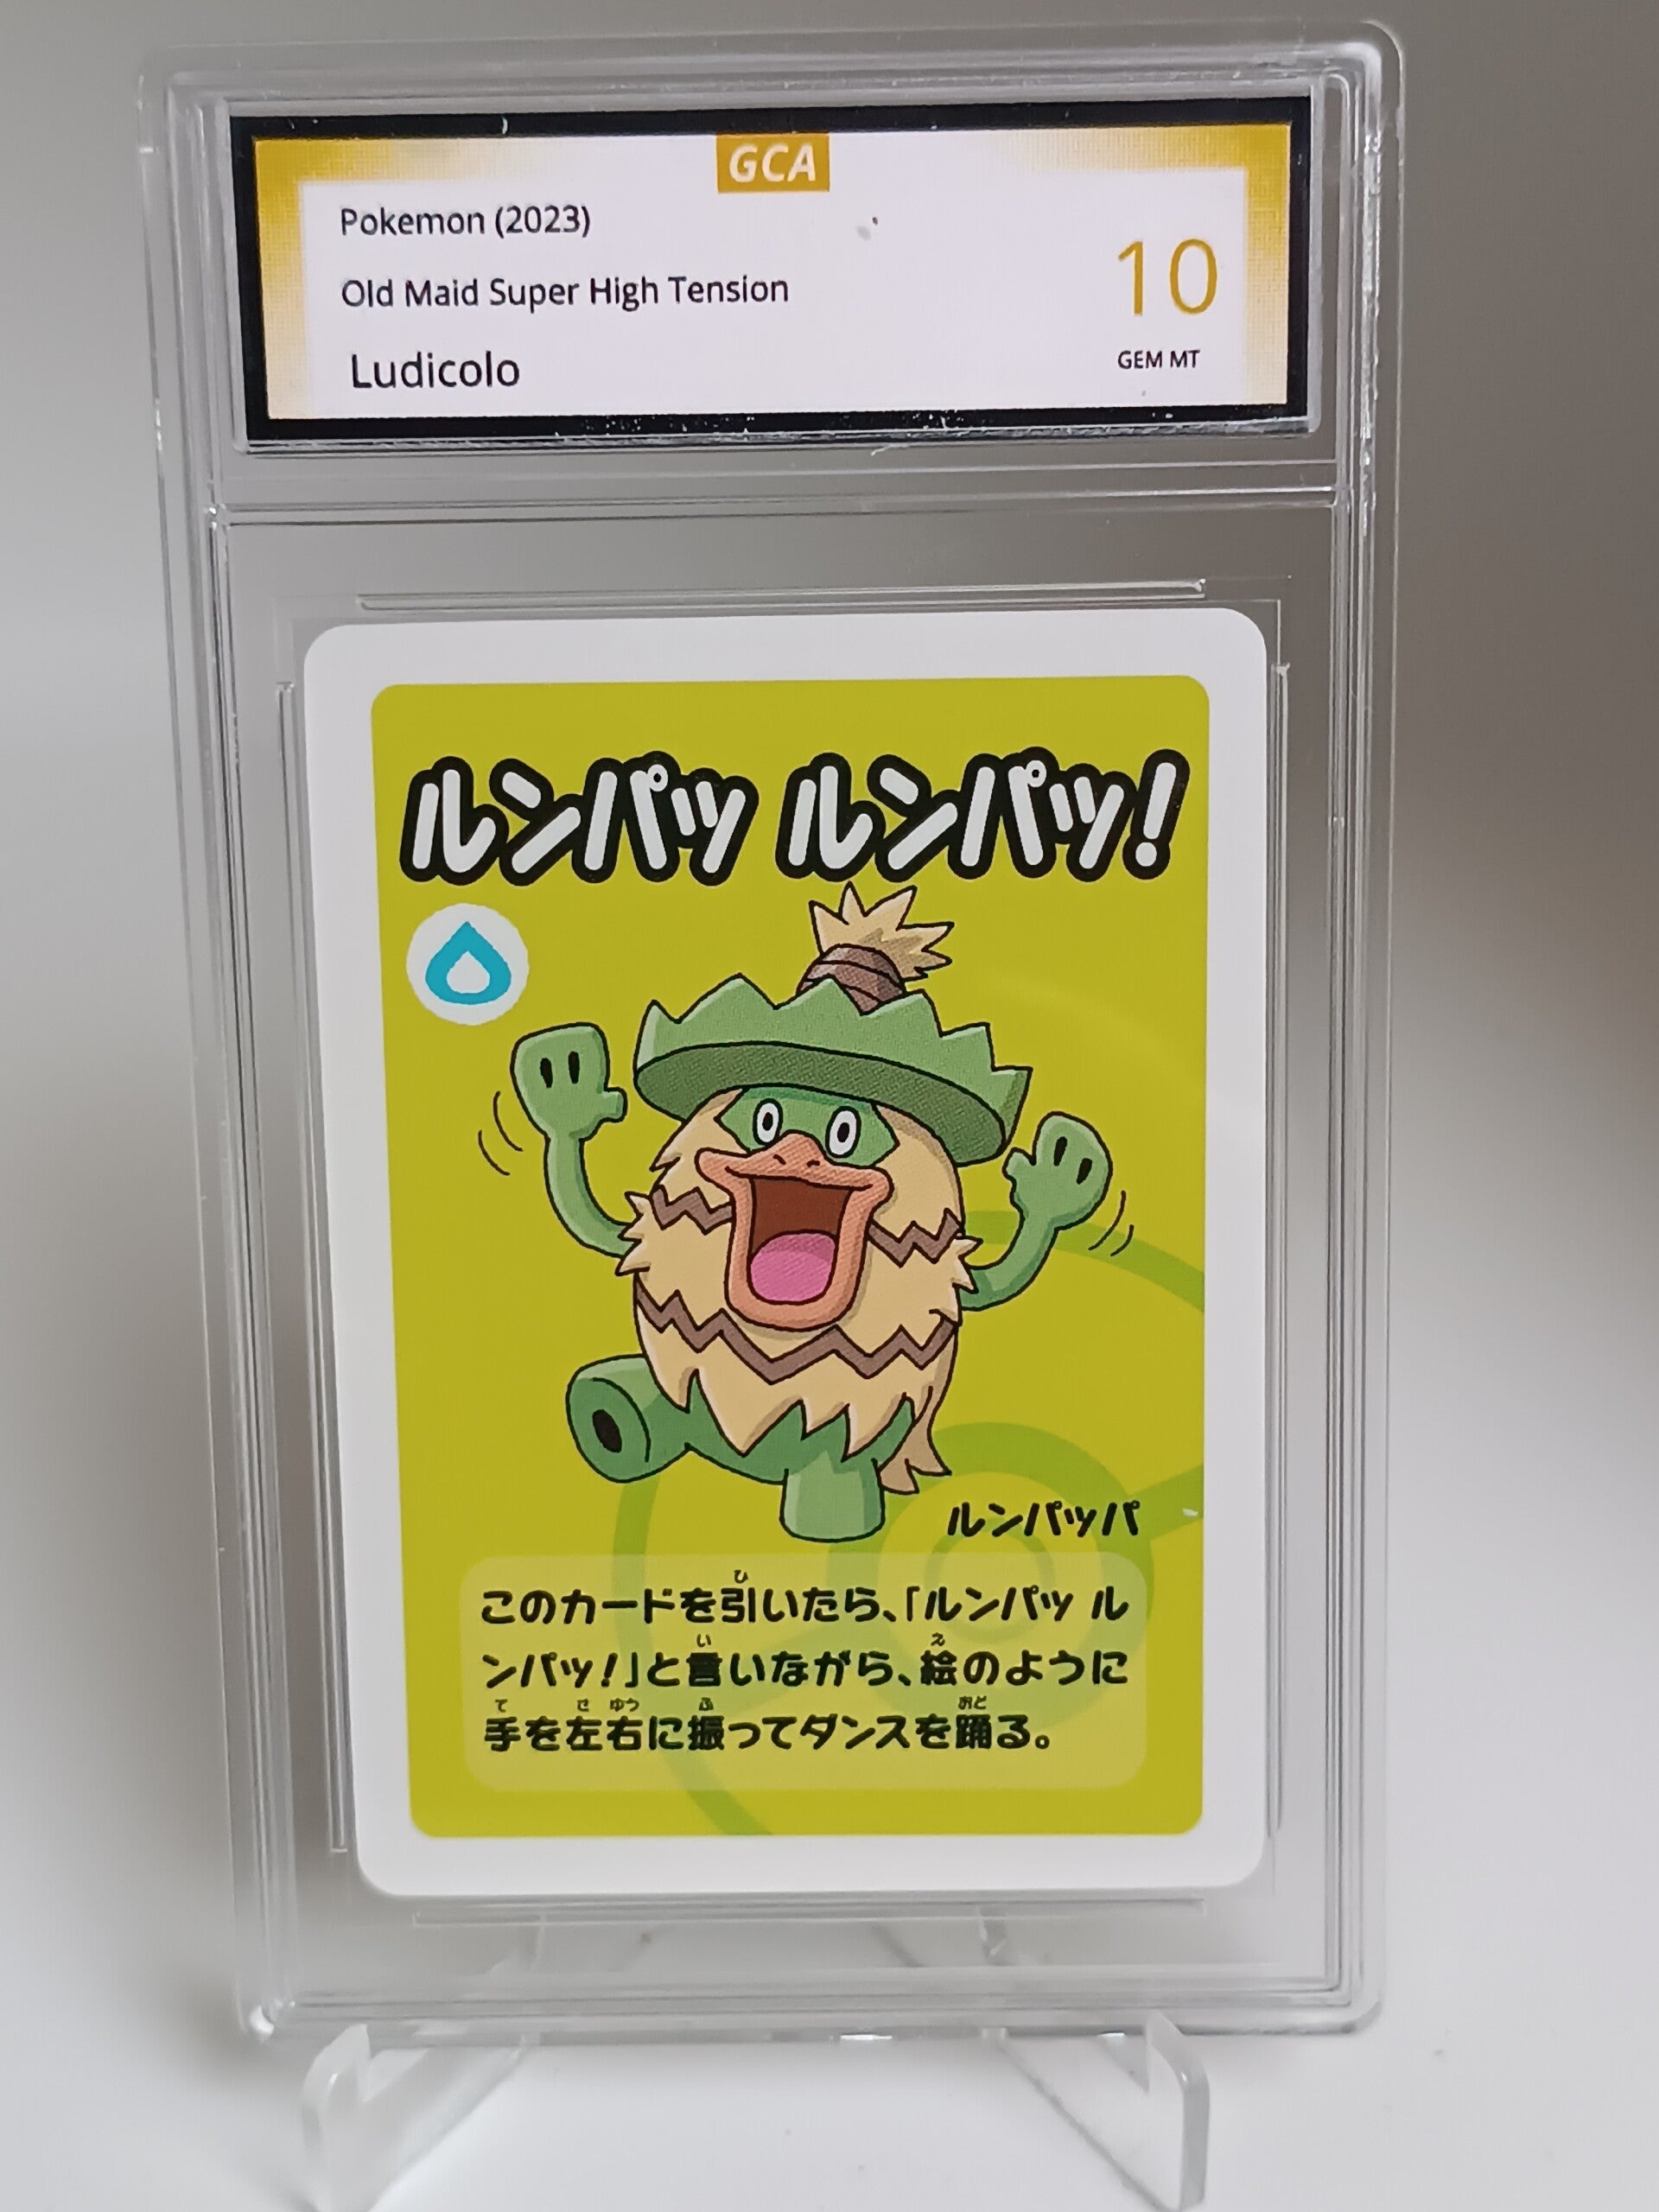 GCA
Pokemon (2023)
Old Maid Super High Tension
Ludicolo
10
GEM MT
ルンパッ ルンパッ!
ルンパッパ
このカードを引いたら、「ルンパッ ル
ンパッ!」と言いながら、絵のように
手を左右に振ってダンスを踊る。